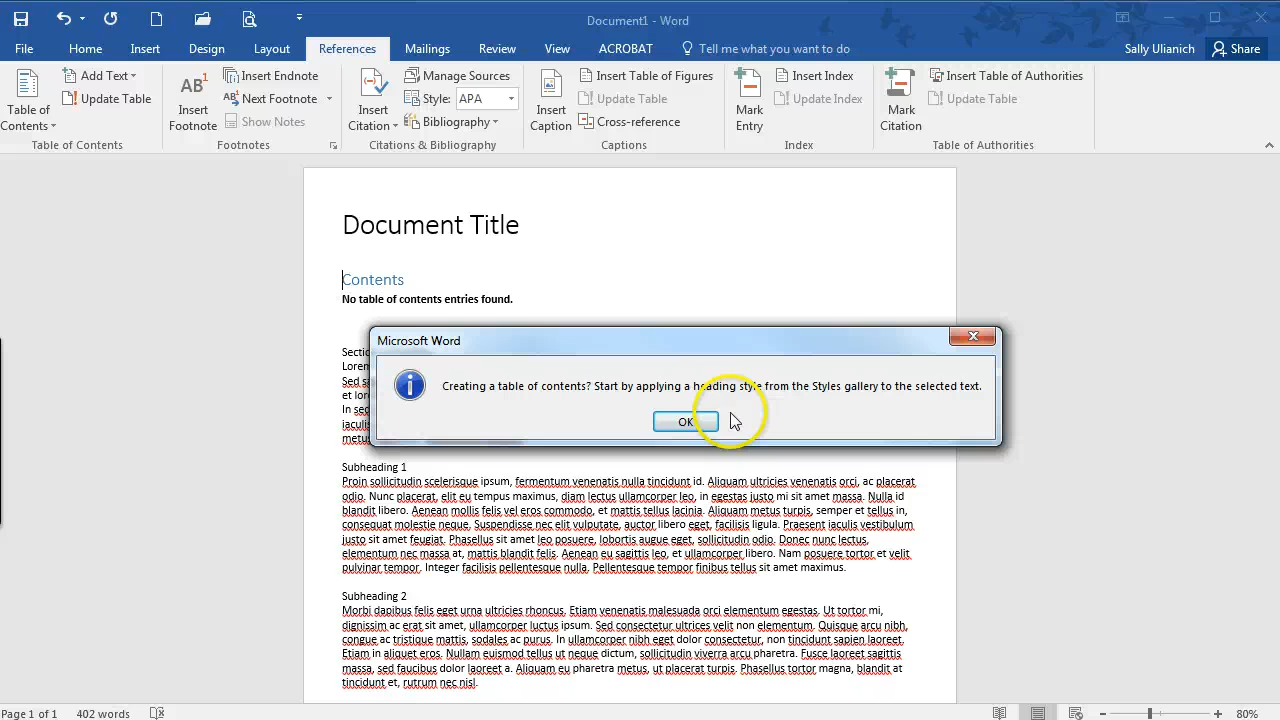 Document1 - Word
File Home Insert Design Layout References Mailings Review View ACROBAT Tell me what you want to do Sally Ulianich Share
Table of Contents
Add Text
Update Table
Table of Contents
AB1
Insert Footnote
Insert Endnote
Next Footnote
Show Notes
Footnotes
Insert Citation
Manage Sources
Style: APA
Bibliography
Citations & Bibliography
Insert Caption
Insert Table of Figures
Update Table
Cross-reference
Captions
Mark Entry
Insert Index
Update Index
Index
Mark Citation
Insert Table of Authorities
Update Table
Table of Authorities
Document Title
Contents
No table of contents entries found.
Microsoft Word
Creating a table of contents? Start by applying a heading style from the Styles gallery to the selected text.
OK
Subheading 1
Proin sollicitudin scelerisque ipsum, fermentum venenatis nulla tincidunt id. Aliquam ultricies venenatis orci, ac placerat
odio. Nunc placerat, elit eu tempus maximus, diam lectus ullamcorper leo, in egestas justo mi sit amet massa. Nulla id
blandit libero. Aenean mollis felis vel eros commodo, et mattis tellus lacinia. Aliquam metus turpis, semper et tellus in,
consequat molestie neque. Suspendisse nec elit vulputate, auctor libero eget, facilisis ligula. Praesent iaculis vestibulum
justo sit amet feugiat. Phasellus sit amet leo posuere, lobortis augue eget, sollicitudin odio. Donec nunc lectus,
elementum nec massa at, mattis blandit felis. Aenean eu sagittis leo, et ullamcorper libero. Nam posuere tortor et velit
pulvinar tempor. Integer facilisis pellentesque nulla. Pellentesque tempor finibus tellus sit amet maximus.
Subheading 2
Morbi dapibus felis eget urna ultricies rhoncus. Etiam venenatis malesuada orci elementum egestas. Ut tortor mi,
dignissim ac erat sit amet, ullamcorper luctus ipsum. Sed consectetur ultrices velit non elementum. Quisque arcu nibh,
congue ac tristique mattis, sodales ac purus. In ullamcorper nibh eget dolor consectetur, non tincidunt sapien laoreet.
Etiam in aliquet eros. Nullam euismod tellus ut neque dictum, sollicitudin viverra arcu pharetra. Fusce laoreet sagittis
massa, sed faucibus dolor laoreet a. Aliquam eu pharetra metus, ut placerat turpis. Phasellus tortor magna, blandit at
tincidunt et, rutrum nec nisl.
Page 1 of 1 402 words 80%